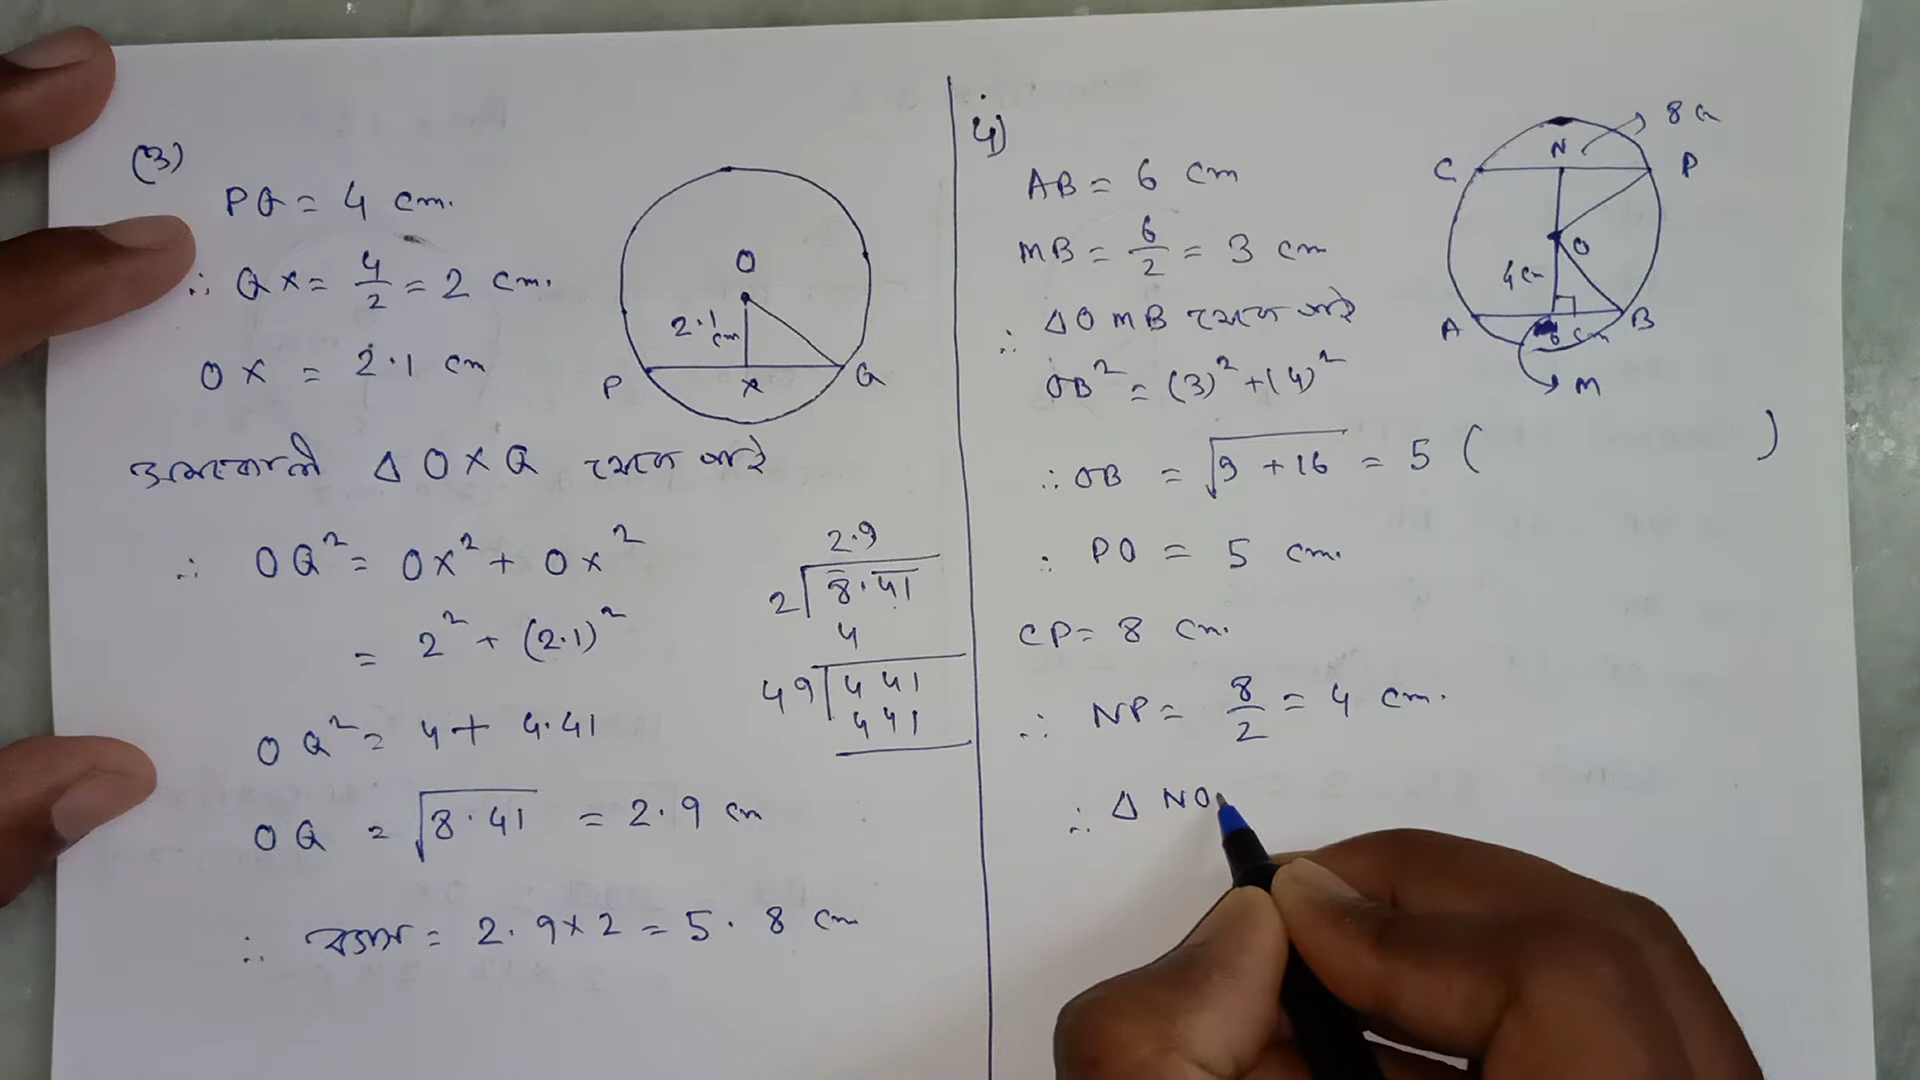 (3)
PQ = 4 cm.
∴ QX = 4/2 = 2 cm.
OX = 2.1 cm
O
2.1 cm
P X Q
সমকোণী Δ OXQ থেকে পাই
∴ OQ² = OX² + OX²
= 2² + (2.1)²
OQ² = 4 + 4.41
OQ = √8.41 = 2.9 cm
∴ ব্যাস = 2.9 x 2 = 5.8 cm
2.9
2 8.41
4
49 441
441
4)
AB = 6 cm
MB = 6/2 = 3 cm
∴ Δ OMB থেকে পাই
OB² = (3)² + (4)²
∴ OB = √9 + 16 = 5 ( )
∴ PO = 5 cm.
CP = 8 cm.
∴ NP = 8/2 = 4 cm.
∴ Δ NO
8
C N P
O
4 cm
A 6 cm B
M